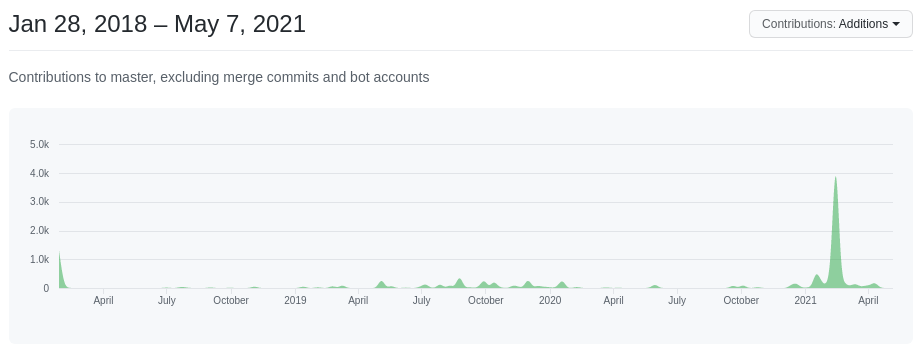 Jan 28, 2018 – May 7, 2021
Contributions: Additions
Contributions to master, excluding merge commits and bot accounts
5.0k
4.0k
3.0k
2.0k
1.0k
0
April July October 2019 April July October 2020 April July October 2021 April